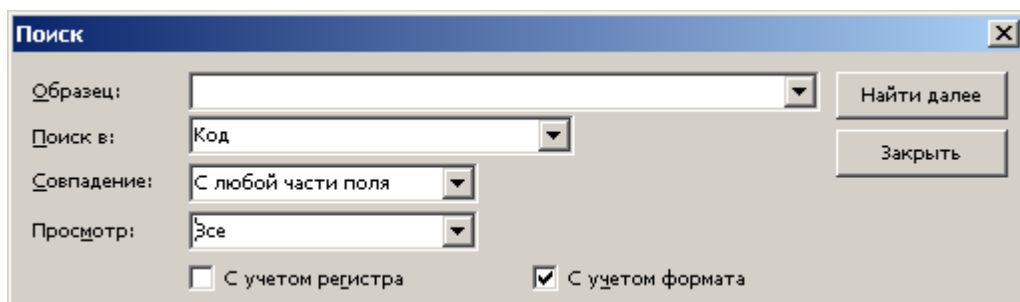 Поиск
Образец:
Найти далее
Поиск в: Код
Закрыть
Совпадение: С любой части поля
Просмотр: Все
С учетом регистра С учетом формата